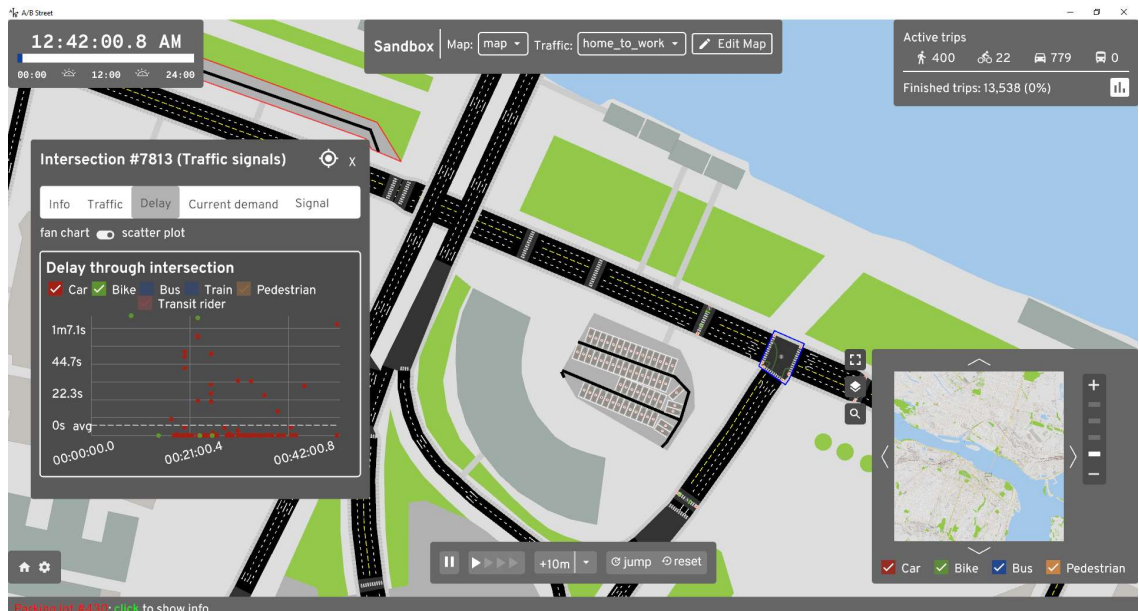 A/B Street
12:42:00.8 AM
00:00 12:00 24:00
Sandbox Map: map Traffic: home_to_work Edit Map
Active trips
400 22 779 0
Finished trips: 13,538 (0%)
Intersection #7813 (Traffic signals) X
Info Traffic Delay Current demand Signal
fan chart scatter plot
Delay through intersection
Car Bike Bus Train Pedestrian
Transit rider
1m7.1s
44.7s
22.3s
0s avg
00:00:00.0 00:21:00.4 00:42:00.8
+10m jump reset
Car Bike Bus Pedestrian
ParkingLot #430: click to show info